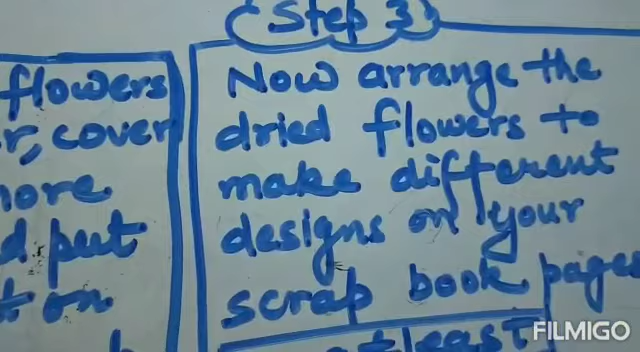 Step 3
flowers
r, cover
ore
d put
t on
Now arrange the
dried flowers to
make different
designs on your
scrap book pages
at least
FILMIGO